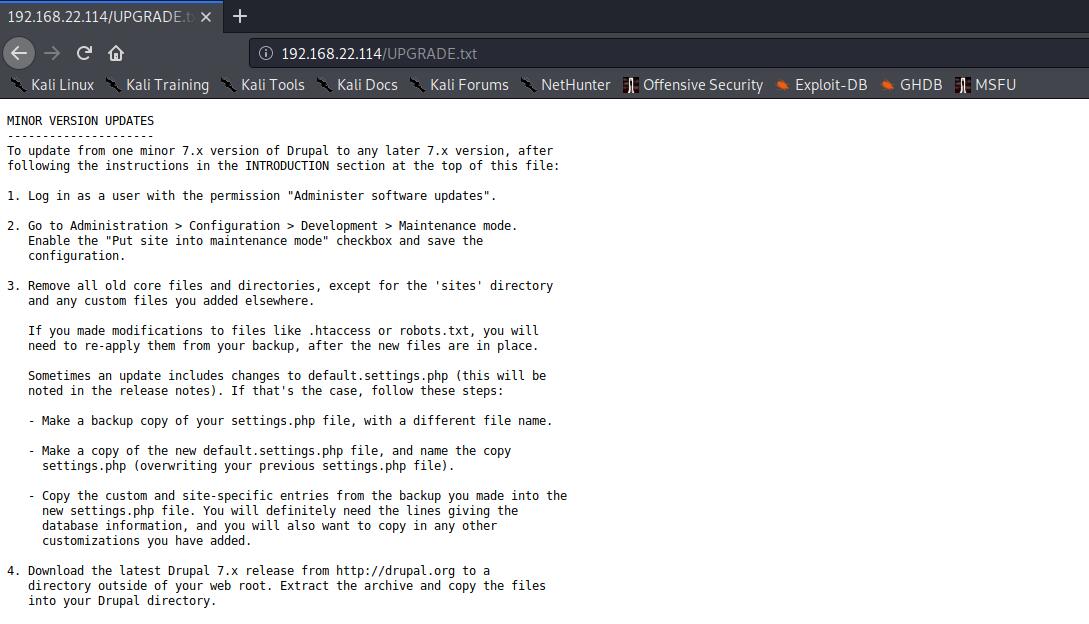 192.168.22.114/UPGRADE.t
192.168.22.114/UPGRADE.txt
Kali Linux Kali Training Kali Tools Kali Docs Kali Forums NetHunter Offensive Security Exploit-DB GHDB MSFU
MINOR VERSION UPDATES
---------------------
To update from one minor 7.x version of Drupal to any later 7.x version, after
following the instructions in the INTRODUCTION section at the top of this file:
1. Log in as a user with the permission "Administer software updates".
2. Go to Administration > Configuration > Development > Maintenance mode.
Enable the "Put site into maintenance mode" checkbox and save the
configuration.
3. Remove all old core files and directories, except for the 'sites' directory
and any custom files you added elsewhere.
If you made modifications to files like .htaccess or robots.txt, you will
need to re-apply them from your backup, after the new files are in place.
Sometimes an update includes changes to default.settings.php (this will be
noted in the release notes). If that's the case, follow these steps:
- Make a backup copy of your settings.php file, with a different file name.
- Make a copy of the new default.settings.php file, and name the copy
settings.php (overwriting your previous settings.php file).
- Copy the custom and site-specific entries from the backup you made into the
new settings.php file. You will definitely need the lines giving the
database information, and you will also want to copy in any other
customizations you have added.
4. Download the latest Drupal 7.x release from http://drupal.org to a
directory outside of your web root. Extract the archive and copy the files
into your Drupal directory.